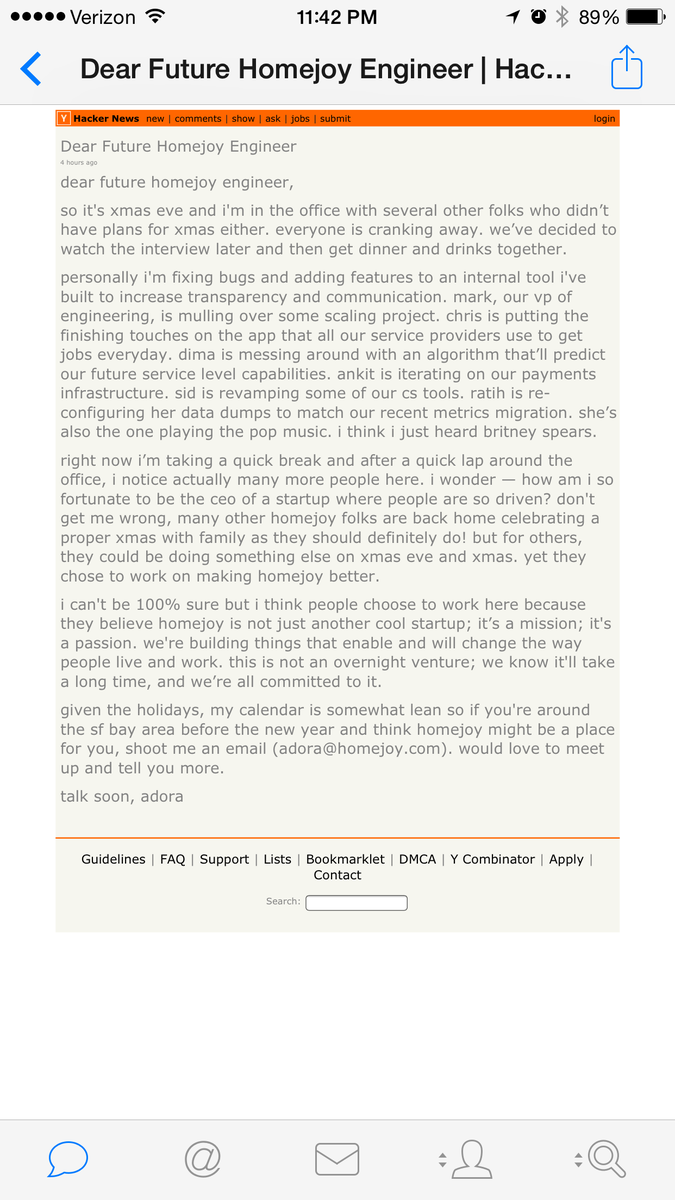 Verizon 11:42 PM 89%
Dear Future Homejoy Engineer | Hac...
Y Hacker News new | comments | show | ask | jobs | submit login
Dear Future Homejoy Engineer
4 hours ago
dear future homejoy engineer,
so it's xmas eve and i'm in the office with several other folks who didn’t
have plans for xmas either. everyone is cranking away. we’ve decided to
watch the interview later and then get dinner and drinks together.
personally i'm fixing bugs and adding features to an internal tool i've
built to increase transparency and communication. mark, our vp of
engineering, is mulling over some scaling project. chris is putting the
finishing touches on the app that all our service providers use to get
jobs everyday. dima is messing around with an algorithm that’ll predict
our future service level capabilities. ankit is iterating on our payments
infrastructure. sid is revamping some of our cs tools. ratih is re-
configuring her data dumps to match our recent metrics migration. she’s
also the one playing the pop music. i think i just heard britney spears.
right now i’m taking a quick break and after a quick lap around the
office, i notice actually many more people here. i wonder — how am i so
fortunate to be the ceo of a startup where people are so driven? don't
get me wrong, many other homejoy folks are back home celebrating a
proper xmas with family as they should definitely do! but for others,
they could be doing something else on xmas eve and xmas. yet they
chose to work on making homejoy better.
i can't be 100% sure but i think people choose to work here because
they believe homejoy is not just another cool startup; it’s a mission; it's
a passion. we're building things that enable and will change the way
people live and work. this is not an overnight venture; we know it'll take
a long time, and we’re all committed to it.
given the holidays, my calendar is somewhat lean so if you're around
the sf bay area before the new year and think homejoy might be a place
for you, shoot me an email (adora@homejoy.com). would love to meet
up and tell you more.
talk soon, adora
Guidelines | FAQ | Support | Lists | Bookmarklet | DMCA | Y Combinator | Apply |
Contact
Search: